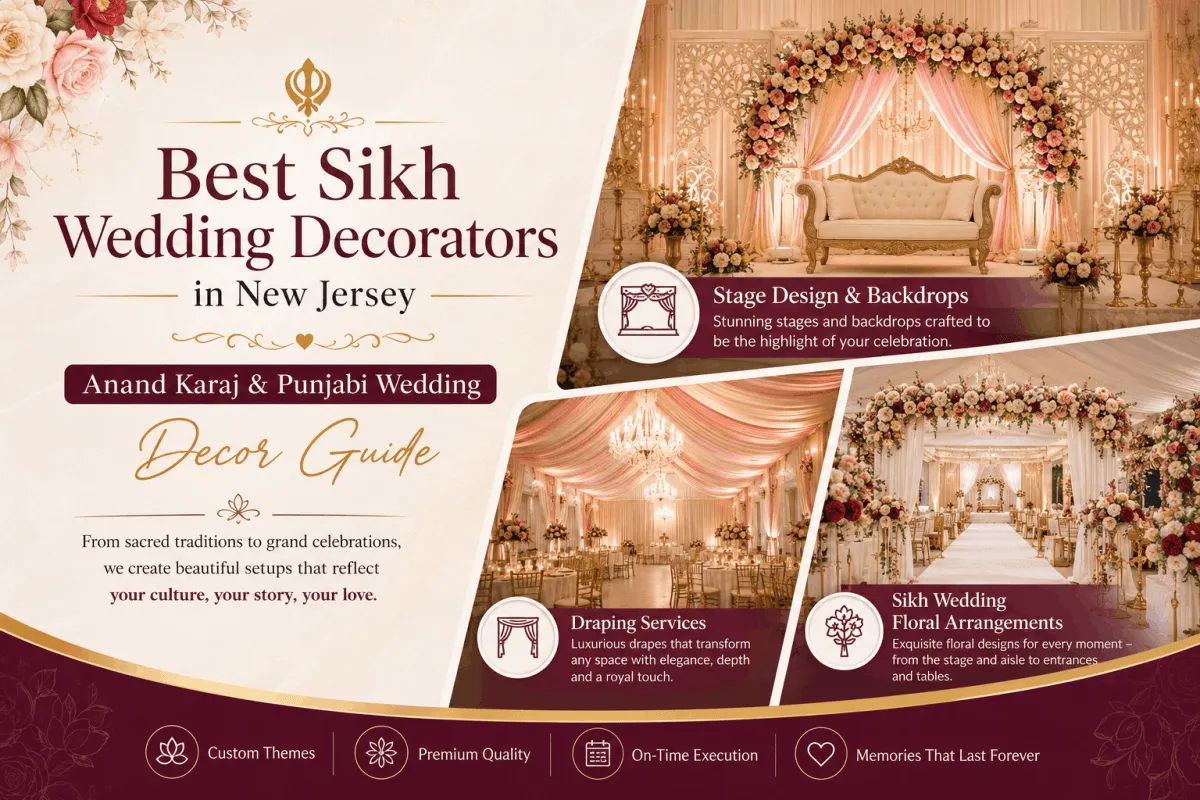 Best Sikh
Wedding Decorators
in New Jersey
Anand Karaj & Punjabi Wedding
Decor Guide
From sacred traditions to grand celebrations,
we create beautiful setups that reflect
your culture, your story, your love.
Stage Design & Backdrops
Stunning stages and backdrops crafted to
be the highlight of your celebration.
Draping Services
Luxurious drapes that transform
any space with elegance, depth
and a royal touch.
Sikh Wedding
Floral Arrangements
Exquisite floral designs for every moment –
from the stage and aisle to entrances
and tables.
Custom Themes
Premium Quality
On-Time Execution
Memories That Last Forever